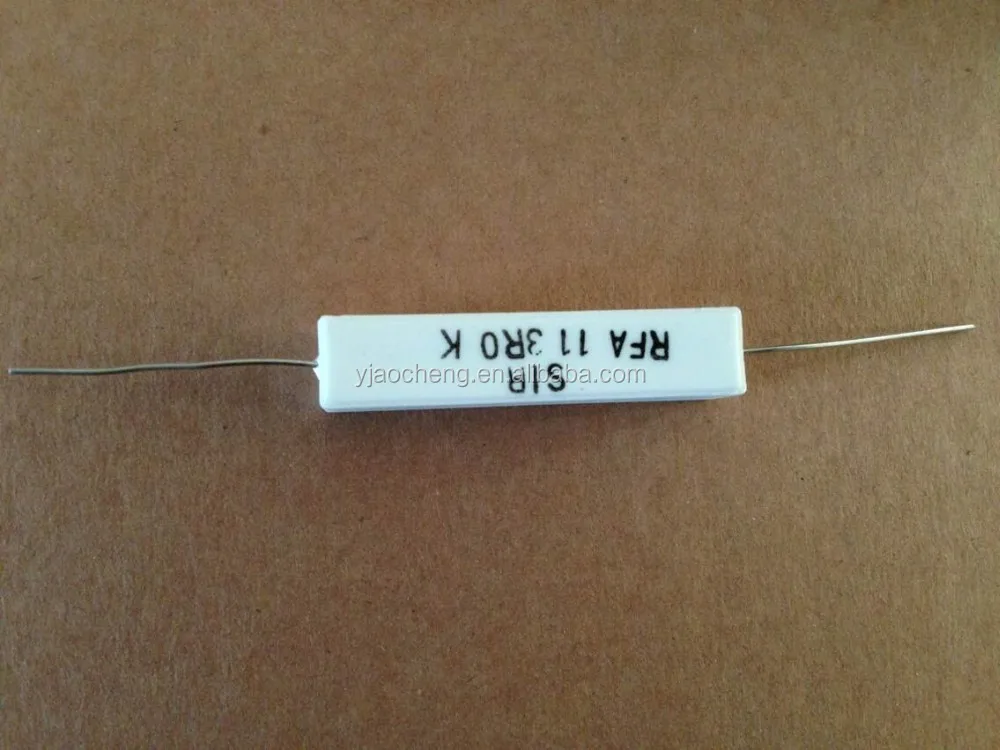 SIR
RFA 11 3R0 K
yjaocheng.en.alibaba.com